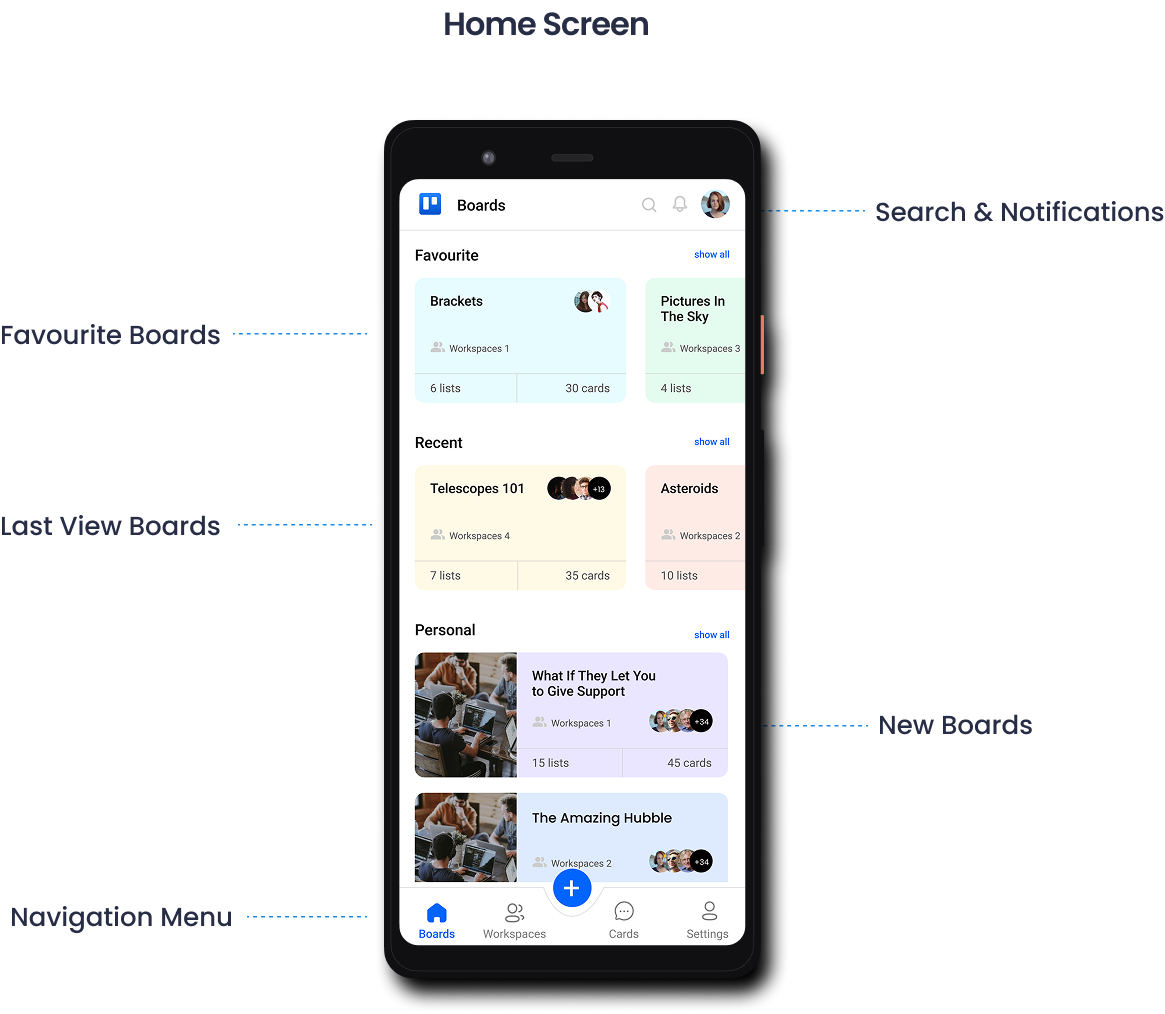 Home Screen
Boards
Search & Notifications
Favourite
show all
Favourite Boards
Brackets
Workspaces 1
6 lists
30 cards
Pictures In
The Sky
Workspaces 3
4 lists
Recent
show all
Last View Boards
Telescopes 101
+13
Workspaces 4
7 lists
35 cards
Asteroids
Workspaces 2
10 lists
Personal
show all
What If They Let You
to Give Support
Workspaces 1
+34
15 lists
45 cards
New Boards
The Amazing Hubble
Workspaces 2
+34
Navigation Menu
Boards
Workspaces
Cards
Settings